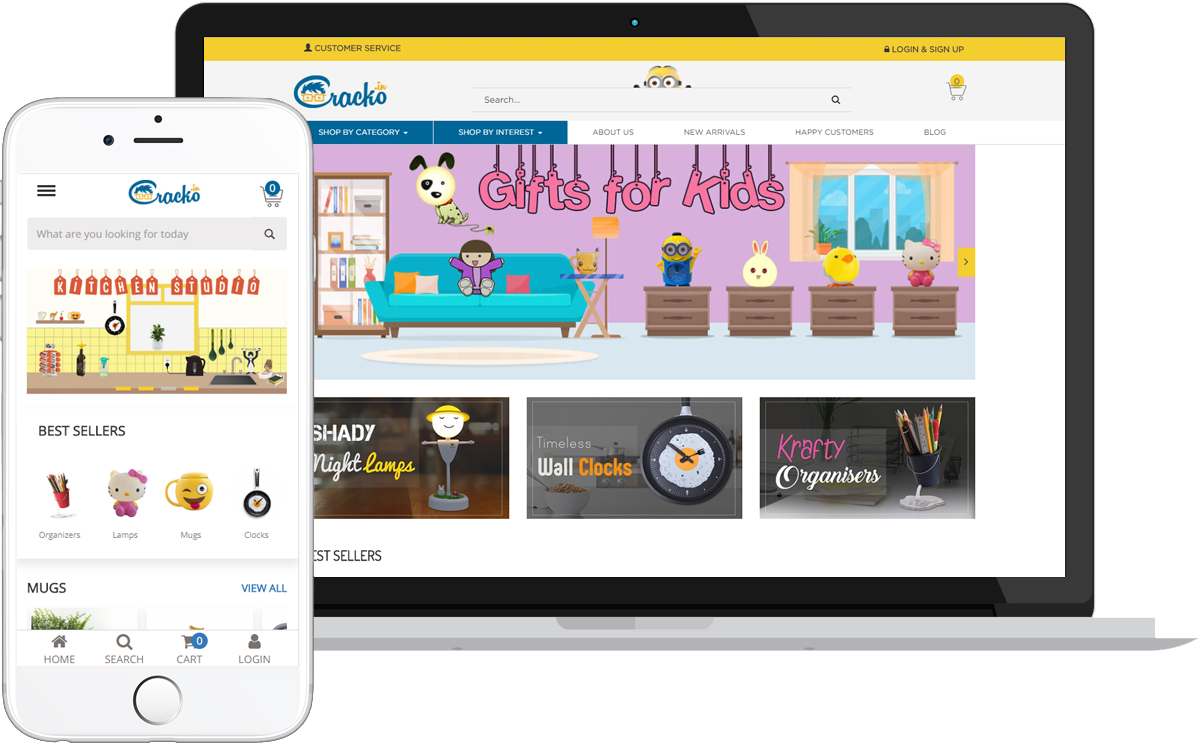 CUSTOMER SERVICE
LOGIN & SIGN UP
Cracko.in
Search...
0
SHOP BY CATEGORY
SHOP BY INTEREST
ABOUT US
NEW ARRIVALS
HAPPY CUSTOMERS
BLOG
Gifts for Kids
SHADY
Night Lamps
Timeless
Wall Clocks
Krafty
Organisers
EST SELLERS
Cracko.in
0
What are you looking for today
KITCHEN STUDIO
BEST SELLERS
Organizers
Lamps
Mugs
Clocks
MUGS
VIEW ALL
0
HOME
SEARCH
CART
LOGIN